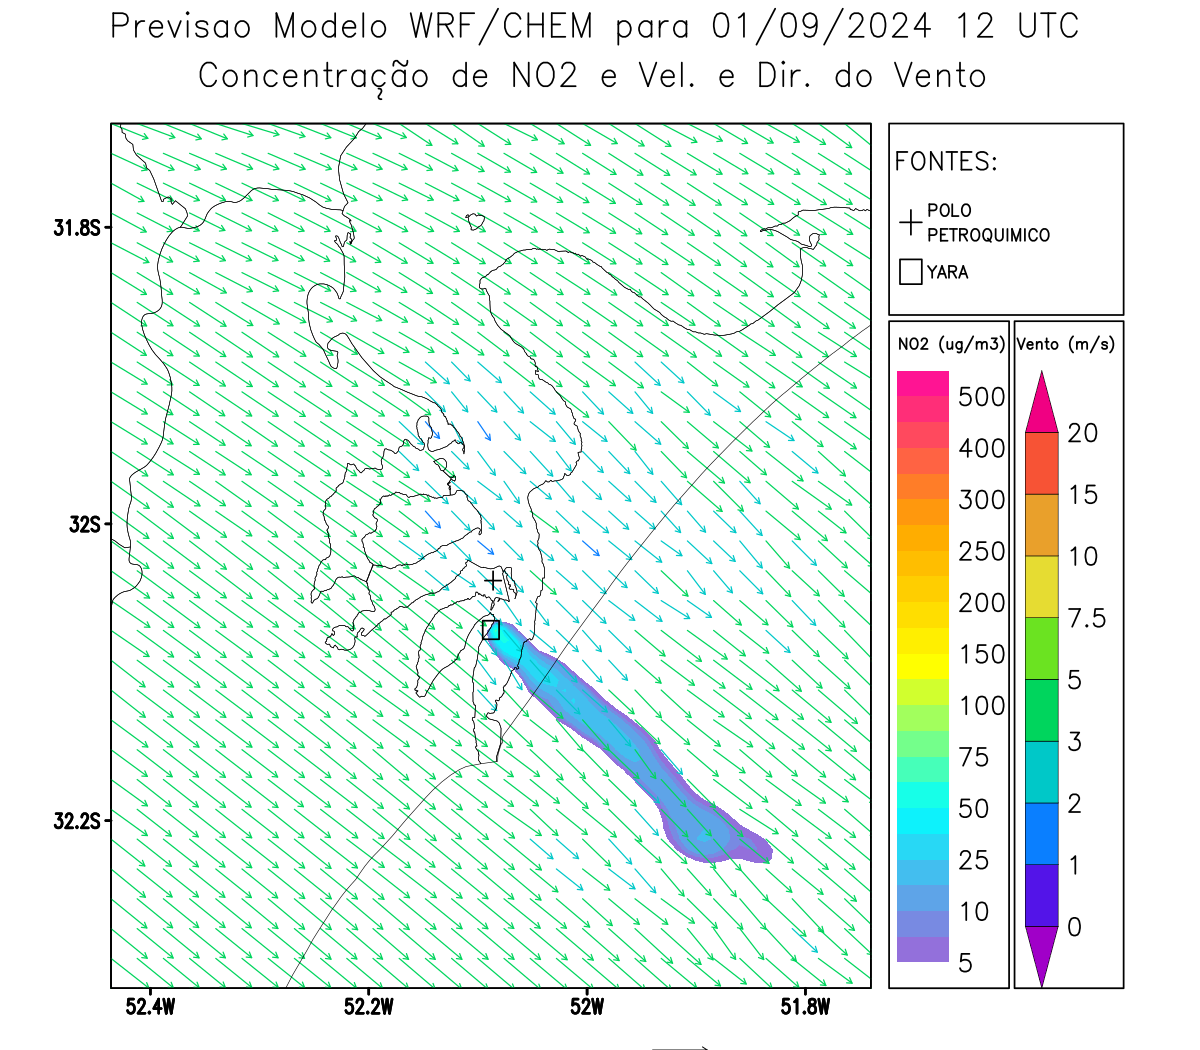 Previsao Modelo WRF/CHEM para 01/09/2024 12 UTC
Concentração de NO2 e Vel. e Dir. do Vento
FONTES:
POLO
PETROQUIMICO
YARA
NO2 (ug/m3)
500
400
300
250
200
150
100
75
50
25
10
5
Vento (m/s)
20
15
10
7.5
5
3
2
1
0
31.8S
32S
32.2S
52.4W
52.2W
52W
51.8W